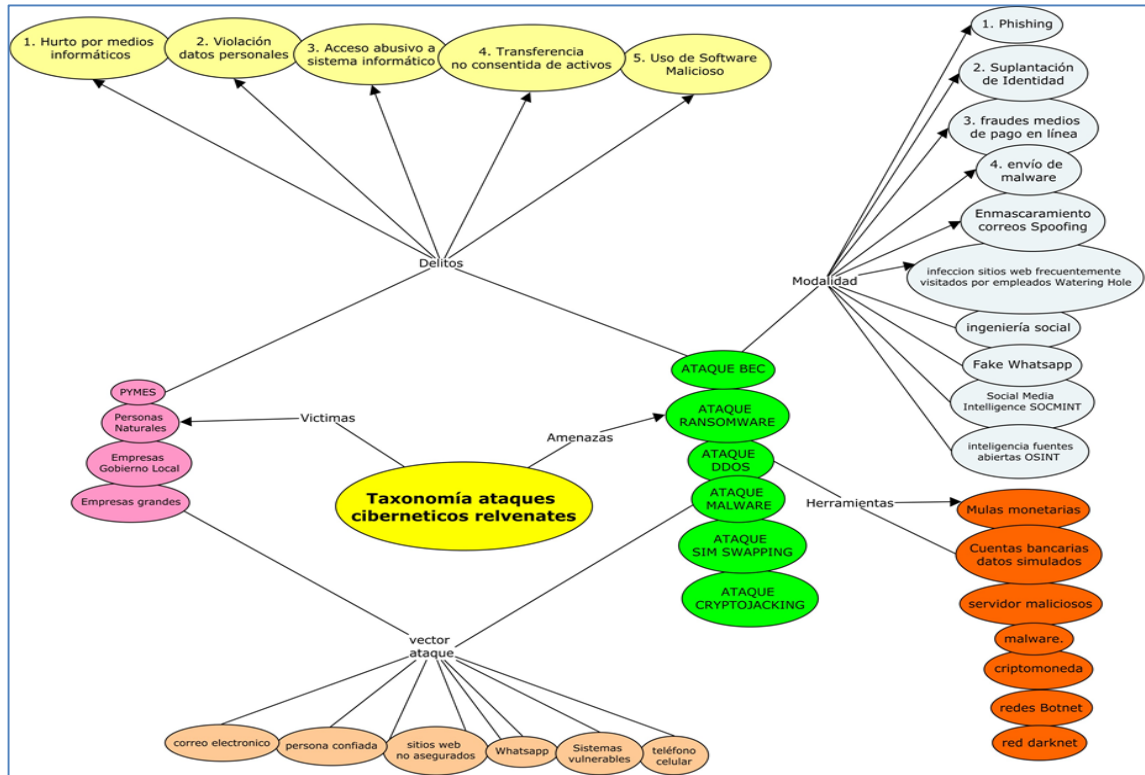 1. Hurto por medios
informáticos
2. Violación
datos personales
3. Acceso abusivo a
sistema informático
4. Transferencia
no consentida de activos
5. Uso de Software
Malicioso
1. Phishing
2. Suplantación
de Identidad
3. fraudes medios
de pago en línea
4. envío de
malware
Enmascaramiento
correos Spoofing
infeccion sitios web frecuentemente
visitados por empleados Watering Hole
ingeniería social
Fake Whatsapp
Social Media
Intelligence SOCMINT
inteligencia fuentes
abiertas OSINT
Delitos
Modalidad
PYMES
Personas
Naturales
Empresas
Gobierno Local
Empresas grandes
Victimas
Amenazas
Taxonomía ataques
ciberneticos relvenates
ATAQUE BEC
ATAQUE
RANSOMWARE
ATAQUE
DDOS
ATAQUE
MALWARE
ATAQUE
SIM SWAPPING
ATAQUE
CRYPTOJACKING
Herramientas
Mulas monetarias
Cuentas bancarias
datos simulados
servidor maliciosos
malware.
criptomoneda
redes Botnet
red darknet
vector
ataque
correo electronico
persona confiada
sitios web
no asegurados
Whatsapp
Sistemas
vulnerables
teléfono
celular